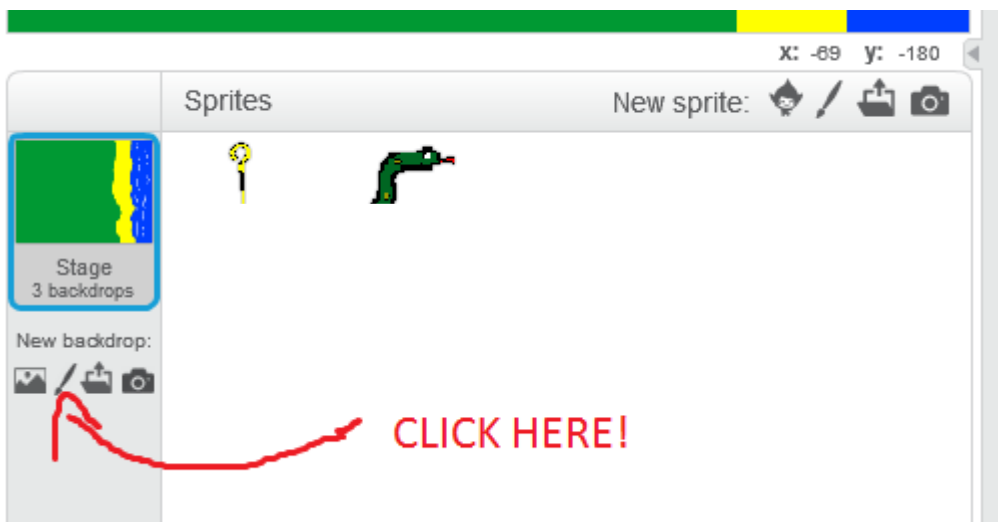 x: -69 y: -180
Sprites New sprite:
Stage
3 backdrops
New backdrop:
CLICK HERE!